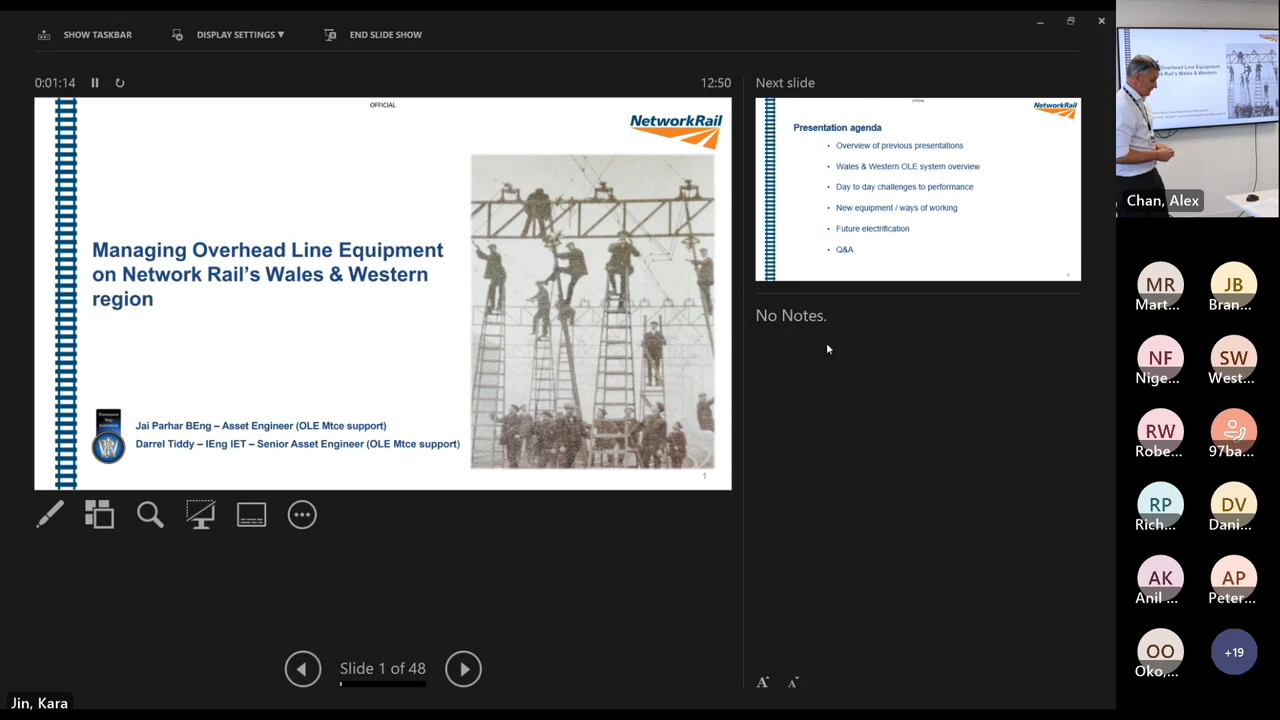 SHOW TASKBAR
DISPLAY SETTINGS ▼
END SLIDE SHOW
0:01:14
12:50
OFFICIAL
NetworkRail
Managing Overhead Line Equipment
on Network Rail's Wales & Western
region
Jai Parhar BEng – Asset Engineer (OLE Mtce support)
Darrel Tiddy – IEng IET – Senior Asset Engineer (OLE Mtce support)
1
Slide 1 of 48
Next slide
NetworkRail
Presentation agenda
• Overview of previous presentations
• Wales & Western OLE system overview
• Day to day challenges to performance
• New equipment / ways of working
• Future electrification
• Q&A
No Notes.
Jin, Kara
Chan, Alex
MR
Mart...
JB
Bran...
NF
Nige...
SW
West...
RW
Robe...
97ba...
RP
Rich...
DV
Dani...
AK
Anil ...
AP
Peter...
OO
Oko,...
+19